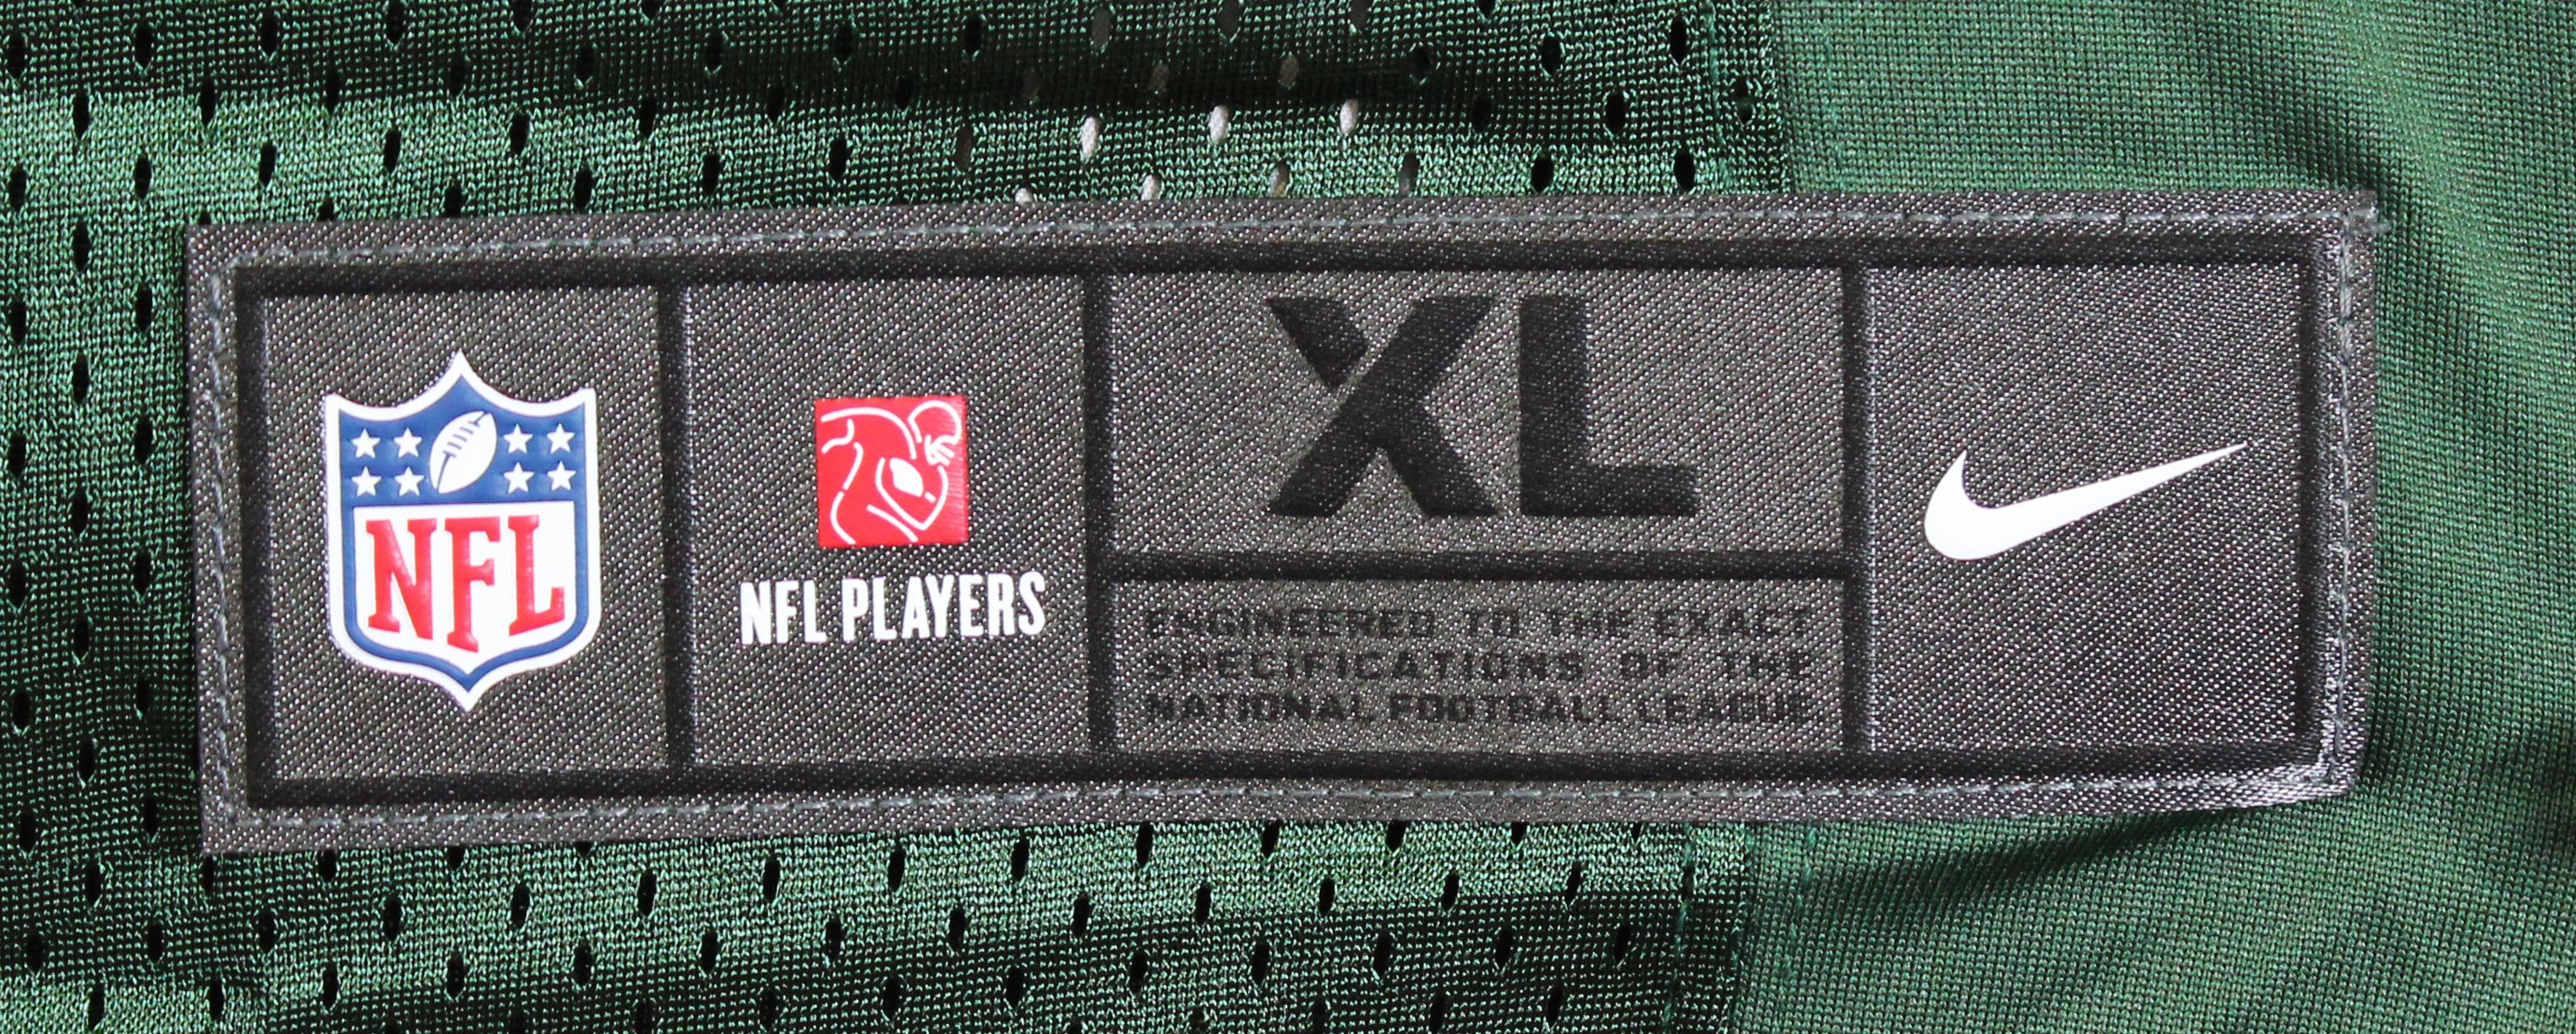 NFL
NFL PLAYERS
XL
ENGINEERED TO THE EXACT
SPECIFICATIONS OF THE
NATIONAL FOOTBALL LEAGUE